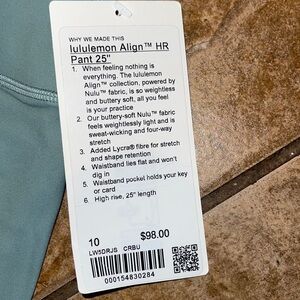 WHY WE MADE THIS
lululemon Align™ HR
Pant 25"
1. When feeling nothing is
everything. The lululemon
Align™ collection, powered by
Nulu™ fabric, is so weightless
and buttery soft, all you feel
is your practice
2. Our buttery-soft Nulu™ fabric
feels weightlessly light and is
sweat-wicking and four-way
stretch
3. Added Lycra® fibre for stretch
and shape retention
4. Waistband lies flat and won't
dig in
5. Waistband pocket holds your key
or card
6. High rise, 25" length
10 $98.00
LW5DRJS CRBU
000154830284